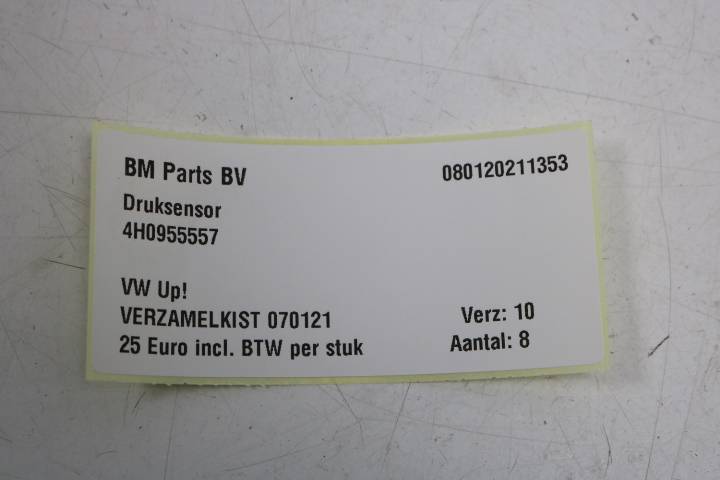 BM Parts BV 080120211353
Druksensor
4H0955557
VW Up!
VERZAMELKIST 070121 Verz: 10
25 Euro incl. BTW per stuk Aantal: 8